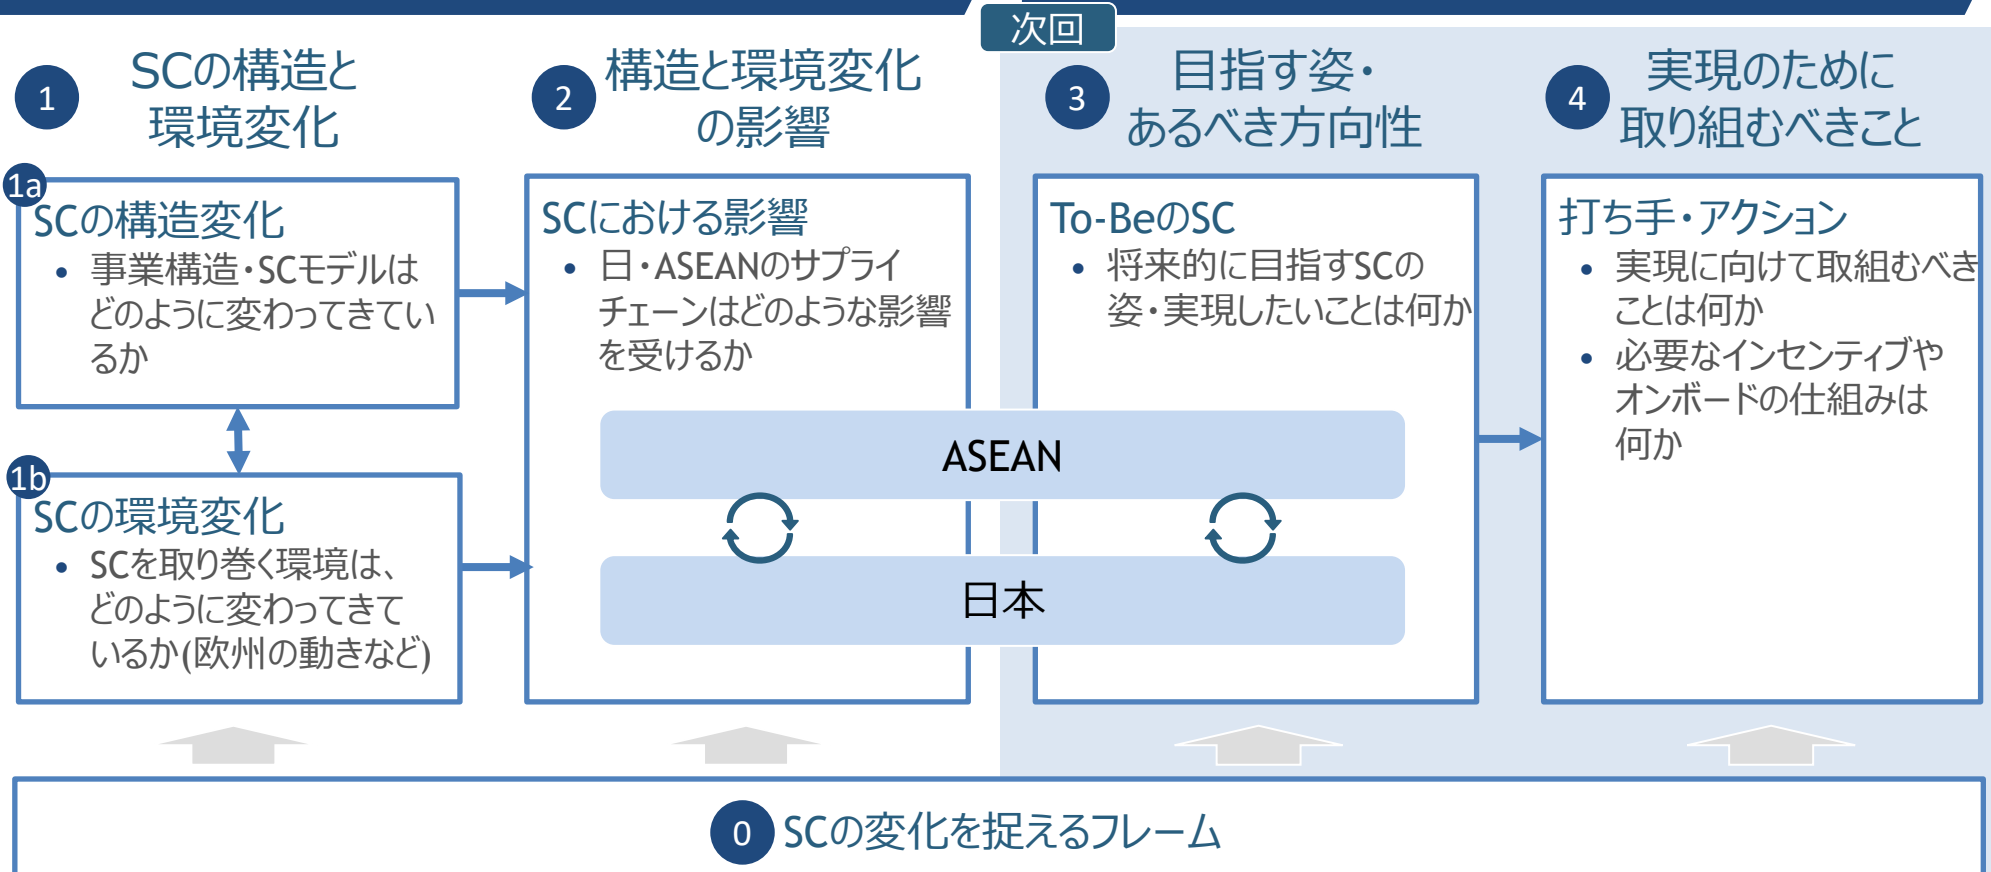 次回
1
SCの構造と
環境変化
2
構造と環境変化
の影響
3
目指す姿・
あるべき方向性
4
実現のために
取り組むべきこと
1a
SCの構造変化
• 事業構造・SCモデルは
どのように変わってきてい
るか
1b
SCの環境変化
• SCを取り巻く環境は、
どのように変わってきて
いるか(欧州の動きなど)
SCにおける影響
• 日・ASEANのサプライ
チェーンはどのような影響
を受けるか
To-BeのSC
• 将来的に目指すSCの
姿・実現したいことは何か
ASEAN
日本
打ち手・アクション
• 実現に向けて取組むべき
ことは何か
• 必要なインセンティブや
オンボードの仕組みは
何か
0 SCの変化を捉えるフレーム